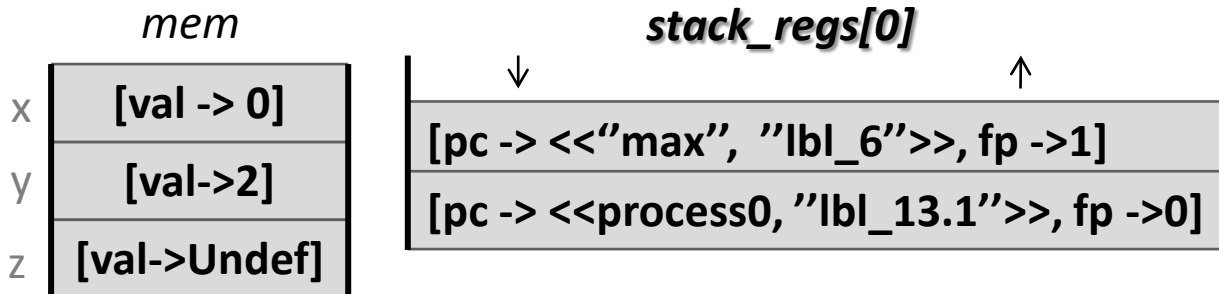 mem
stack_regs[0]
x [val -> 0]
y [val->2]
z [val->Undef]
[pc -> <<''max'', ''lbl_6''>>, fp ->1]
[pc -> <<process0, ''lbl_13.1''>>, fp ->0]